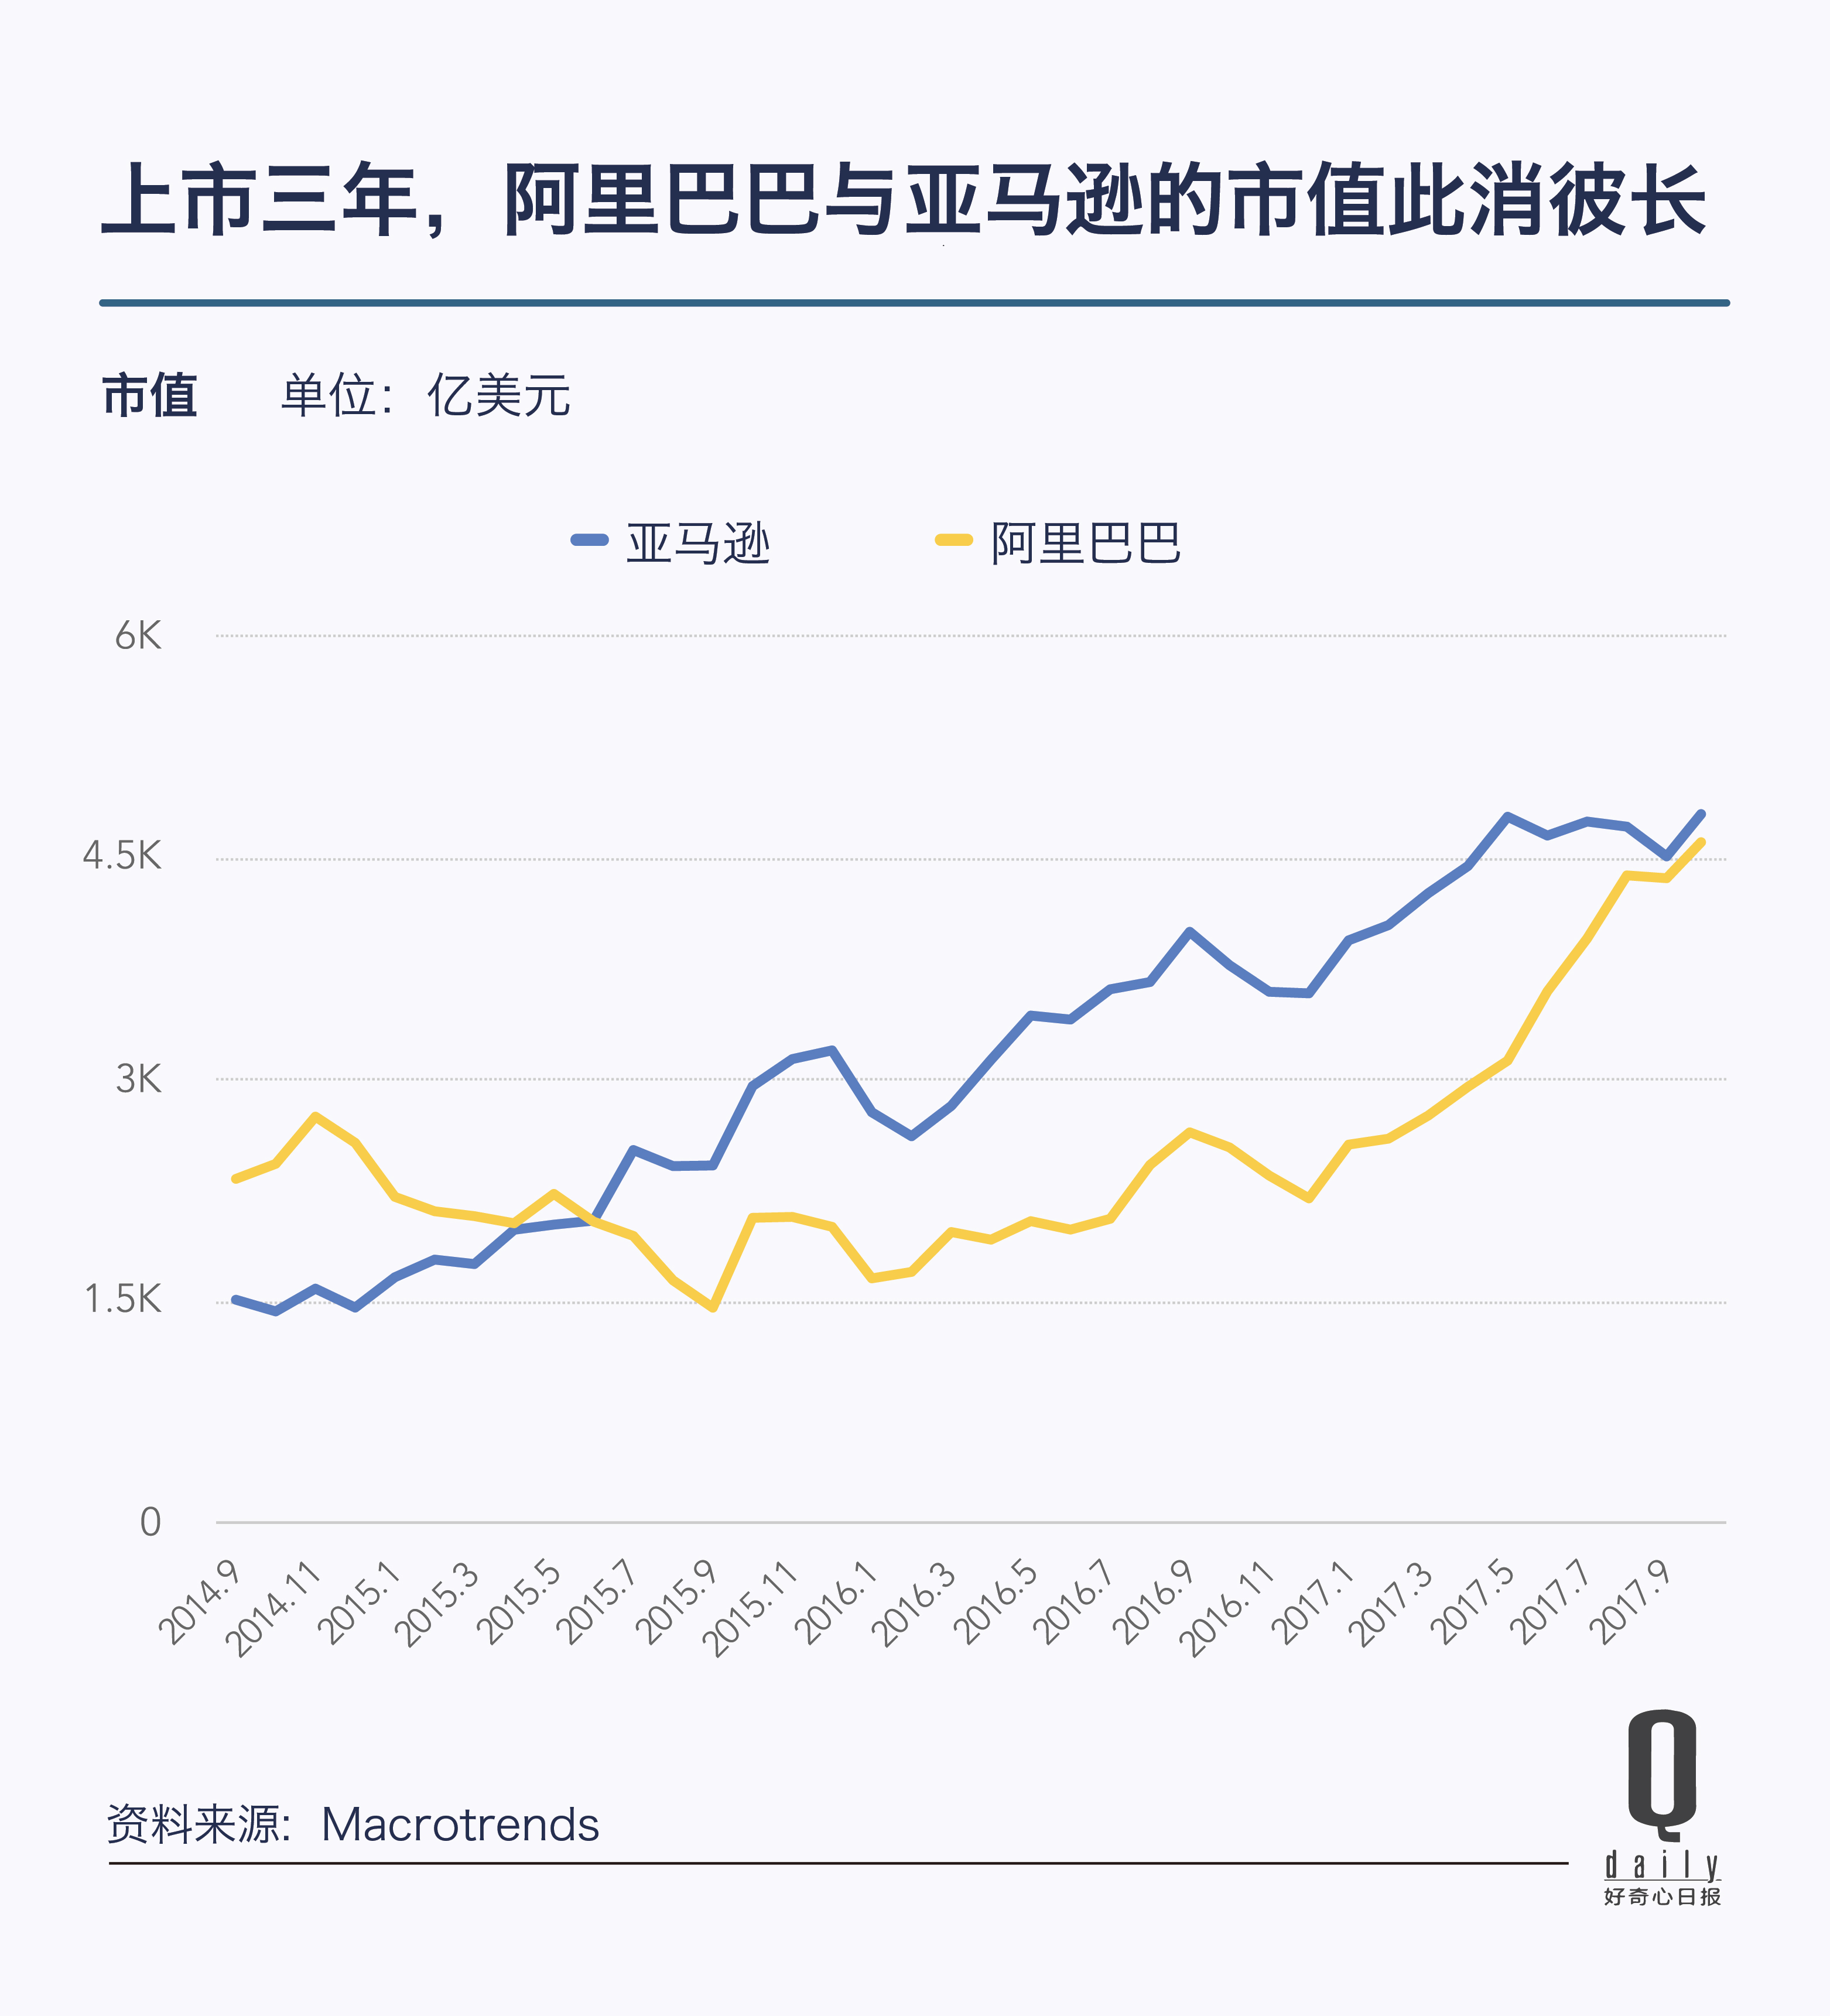 上市三年，阿里巴巴与亚马逊的市值此消彼长
市值 单位：亿美元
亚马逊 阿里巴巴
6K
4.5K
3K
1.5K
0
2014.9 2014.11 2015.1 2015.3 2015.5 2015.7 2015.9 2015.11 2016.1 2016.3 2016.5 2016.7 2016.9 2016.11 2017.1 2017.3 2017.5 2017.7 2017.9
资料来源：Macrotrends
Q
daily
好奇心日报